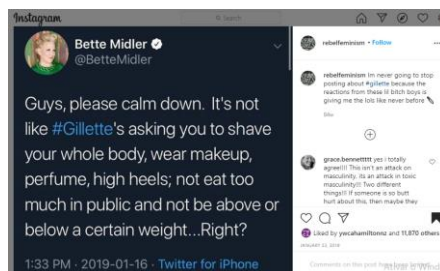 Instagram
Search
Bette Midler
@BetteMidler
Guys, please calm down. It's not
like #Gillette's asking you to shave
your whole body, wear makeup,
perfume, high heels; not eat too
much in public and not be above or
below a certain weight...Right?
1:33 PM · 2019-01-16 · Twitter for iPhone
rebelfeminism • Follow
rebelfeminism Im never going to stop
posting about #gillette because the
reactions from these lil bitch boys is
giving me the lols like never before
grace.bennettttt yes i totally
agree!!!! This isn't an attack on
masculinity, its an attack in toxic
masculinity!! Two different
things!!! If someone is so butt
hurt about this, then maybe they
Liked by yecahamiltonnz and 11,870 others
Ativar o Wind